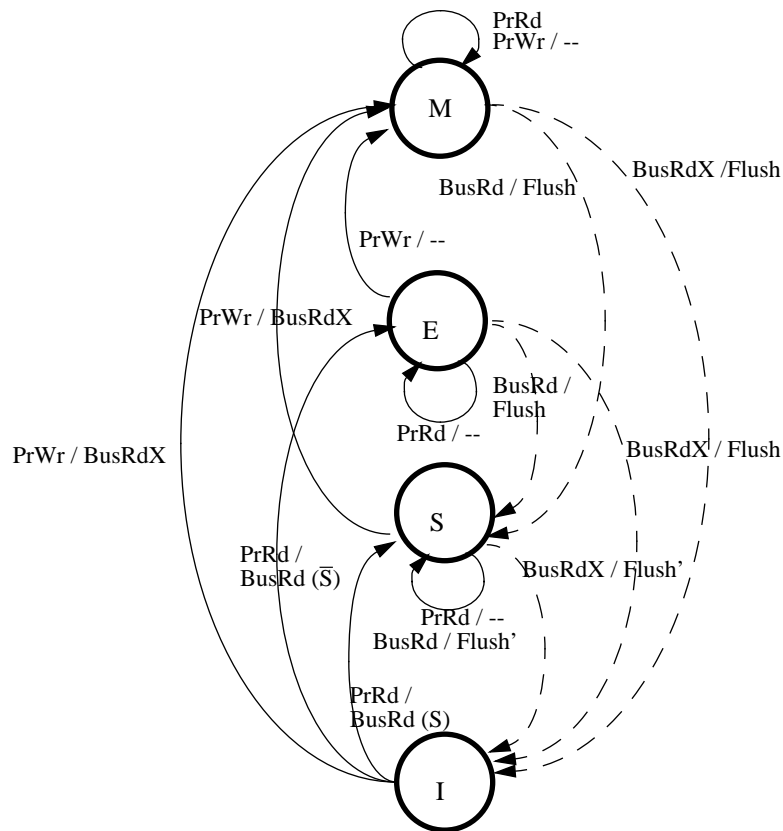 PrRd
PrWr / --
M
BusRdX /Flush
BusRd / Flush
PrWr / --
PrWr / BusRdX
E
BusRd /
Flush
PrRd / --
BusRdX / Flush
PrWr / BusRdX
S
PrRd /
BusRd (S̅)
BusRdX / Flush’
PrRd / --
BusRd / Flush’
PrRd /
BusRd (S)
I